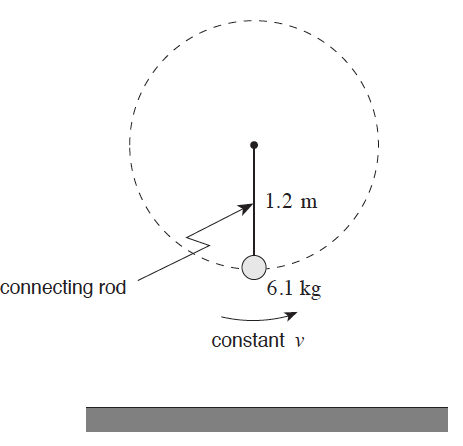 1.2 m
connecting rod
6.1 kg
constant v